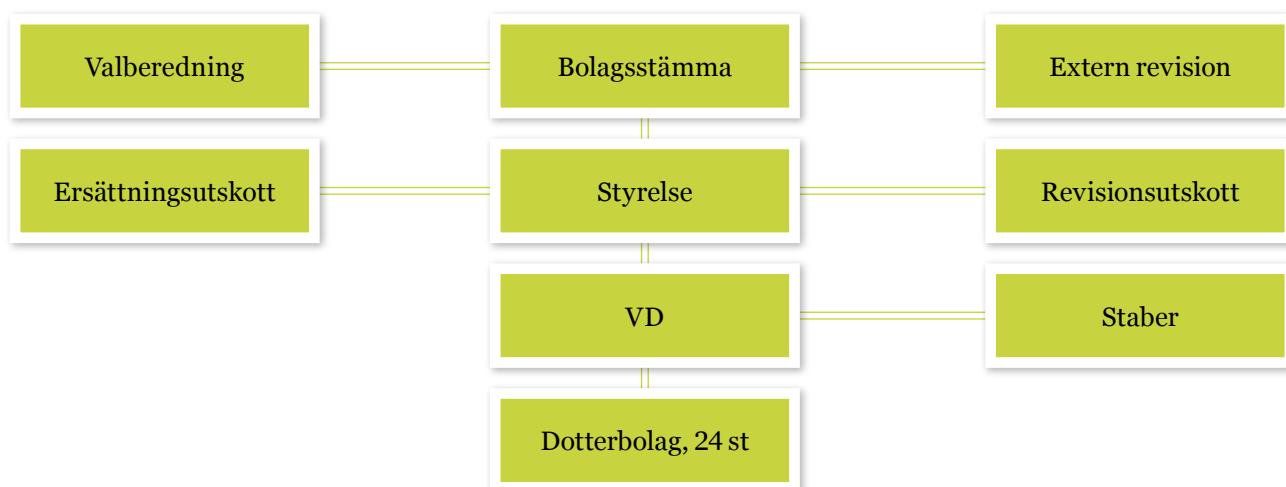 Valberedning
Bolagsstämma
Extern revision
Ersättningsutskott
Styrelse
Revisionsutskott
VD
Staber
Dotterbolag, 24 st